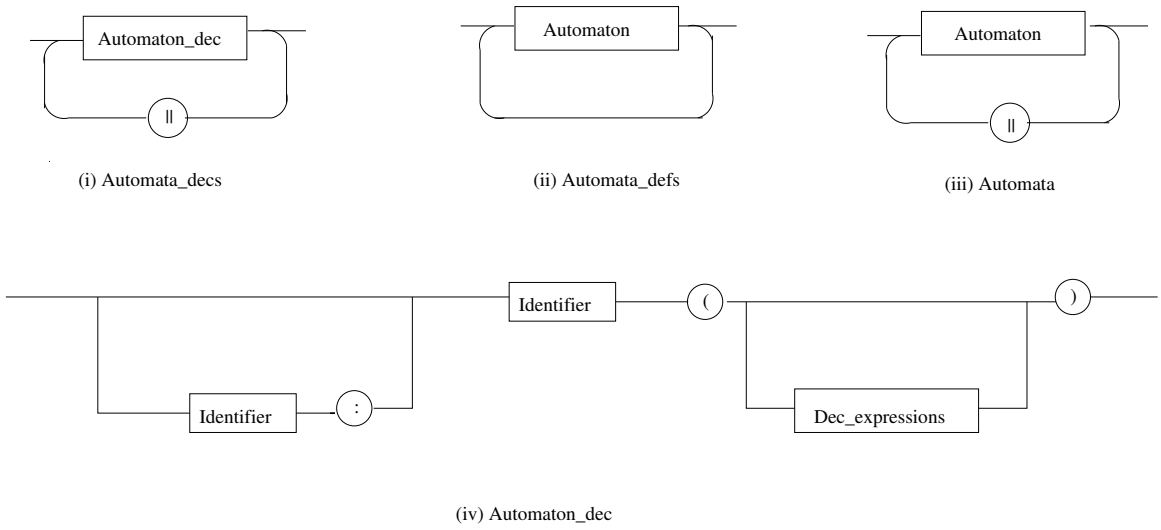 Automaton_dec
||
(i) Automata_decs
Automaton
(ii) Automata_defs
Automaton
||
(iii) Automata
Identifier
:
Identifier
(
Dec_expressions
)
(iv) Automaton_dec